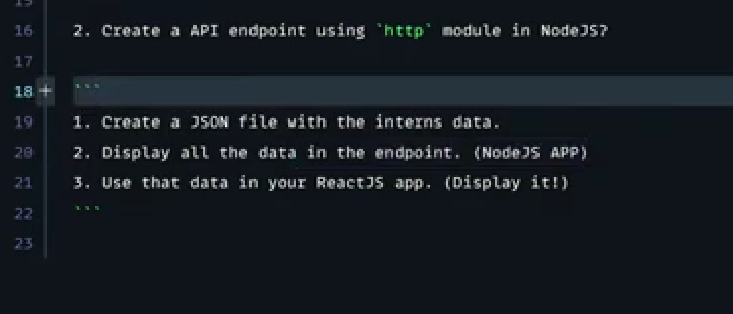 16 2. Create a API endpoint using `http` module in NodeJS?
17
18 + ```
19 1. Create a JSON file with the interns data.
20 2. Display all the data in the endpoint. (NodeJS APP)
21 3. Use that data in your ReactJS app. (Display it!)
22 ```
23